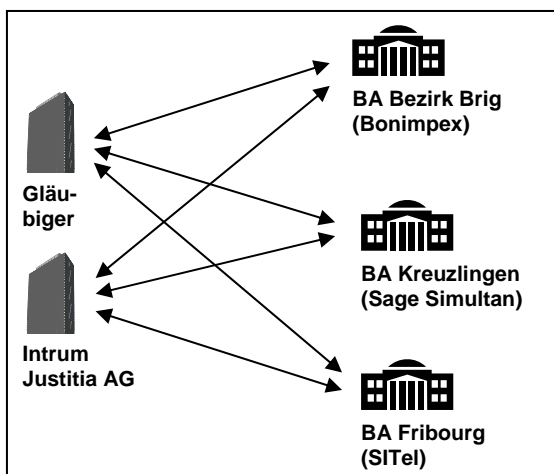 BA Bezirk Brig
(Bonimpex)
Gläu-
biger
BA Kreuzlingen
(Sage Simultan)
Intrum
Justitia AG
BA Fribourg
(SITel)